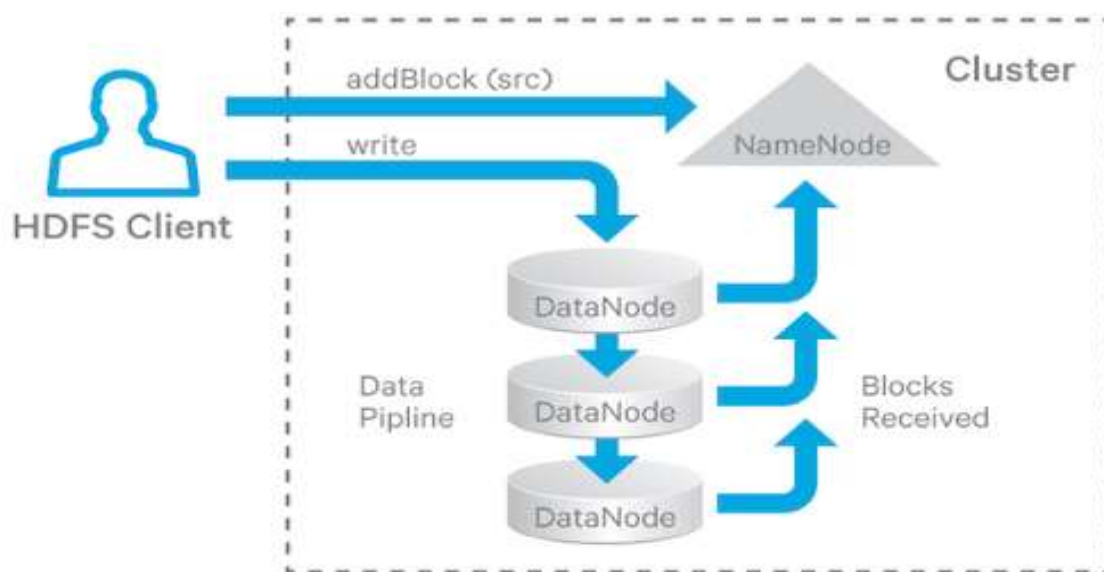 Cluster
addBlock (src)
NameNode
write
HDFS Client
DataNode
Data
Pipline
DataNode
Blocks
Received
DataNode